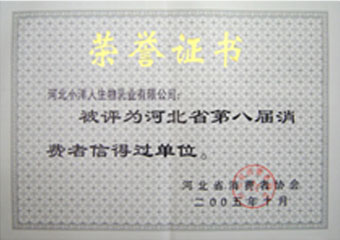 荣誉证书
河北小洋人生物乳业有限公司:
被评为河北省第八届消
费者信得过单位。
河北省消费者协会
二00五年十月